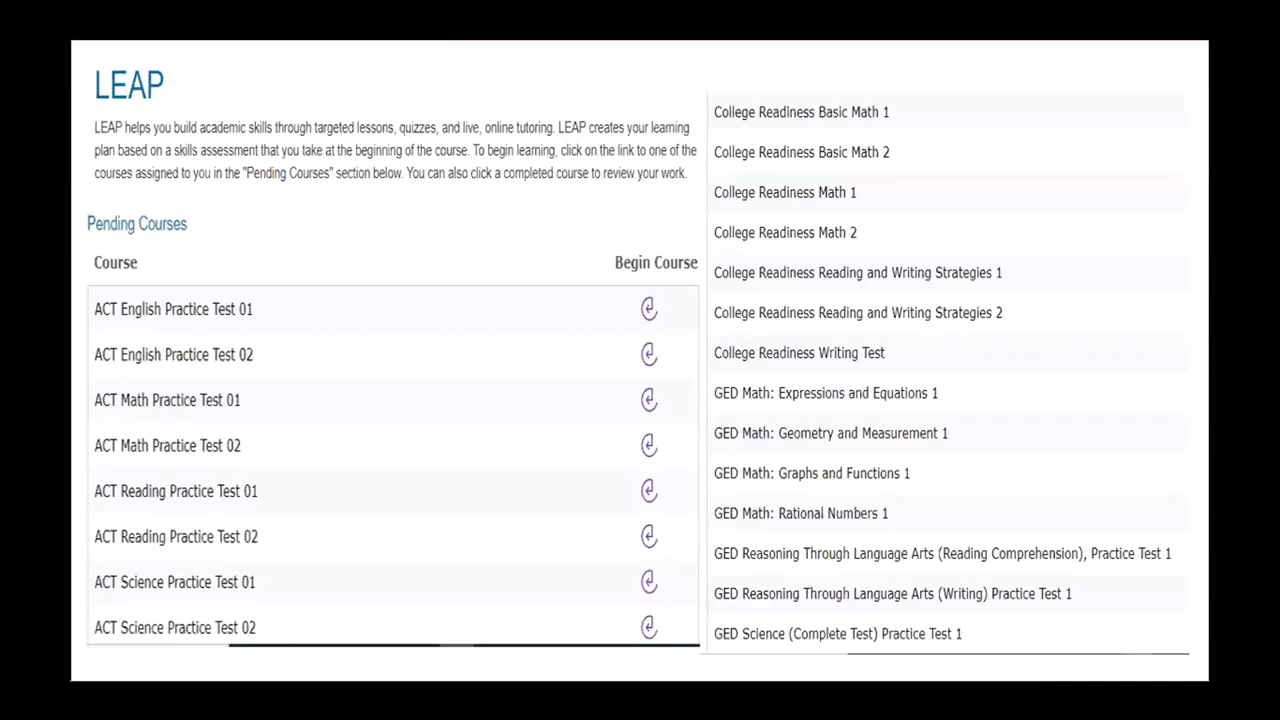 LEAP
LEAP helps you build academic skills through targeted lessons, quizzes, and live, online tutoring. LEAP creates your learning
plan based on a skills assessment that you take at the beginning of the course. To begin learning, click on the link to one of the
courses assigned to you in the "Pending Courses" section below. You can also click a completed course to review your work.
Pending Courses
Course Begin Course
ACT English Practice Test 01
ACT English Practice Test 02
ACT Math Practice Test 01
ACT Math Practice Test 02
ACT Reading Practice Test 01
ACT Reading Practice Test 02
ACT Science Practice Test 01
ACT Science Practice Test 02
College Readiness Basic Math 1
College Readiness Basic Math 2
College Readiness Math 1
College Readiness Math 2
College Readiness Reading and Writing Strategies 1
College Readiness Reading and Writing Strategies 2
College Readiness Writing Test
GED Math: Expressions and Equations 1
GED Math: Geometry and Measurement 1
GED Math: Graphs and Functions 1
GED Math: Rational Numbers 1
GED Reasoning Through Language Arts (Reading Comprehension), Practice Test 1
GED Reasoning Through Language Arts (Writing) Practice Test 1
GED Science (Complete Test) Practice Test 1